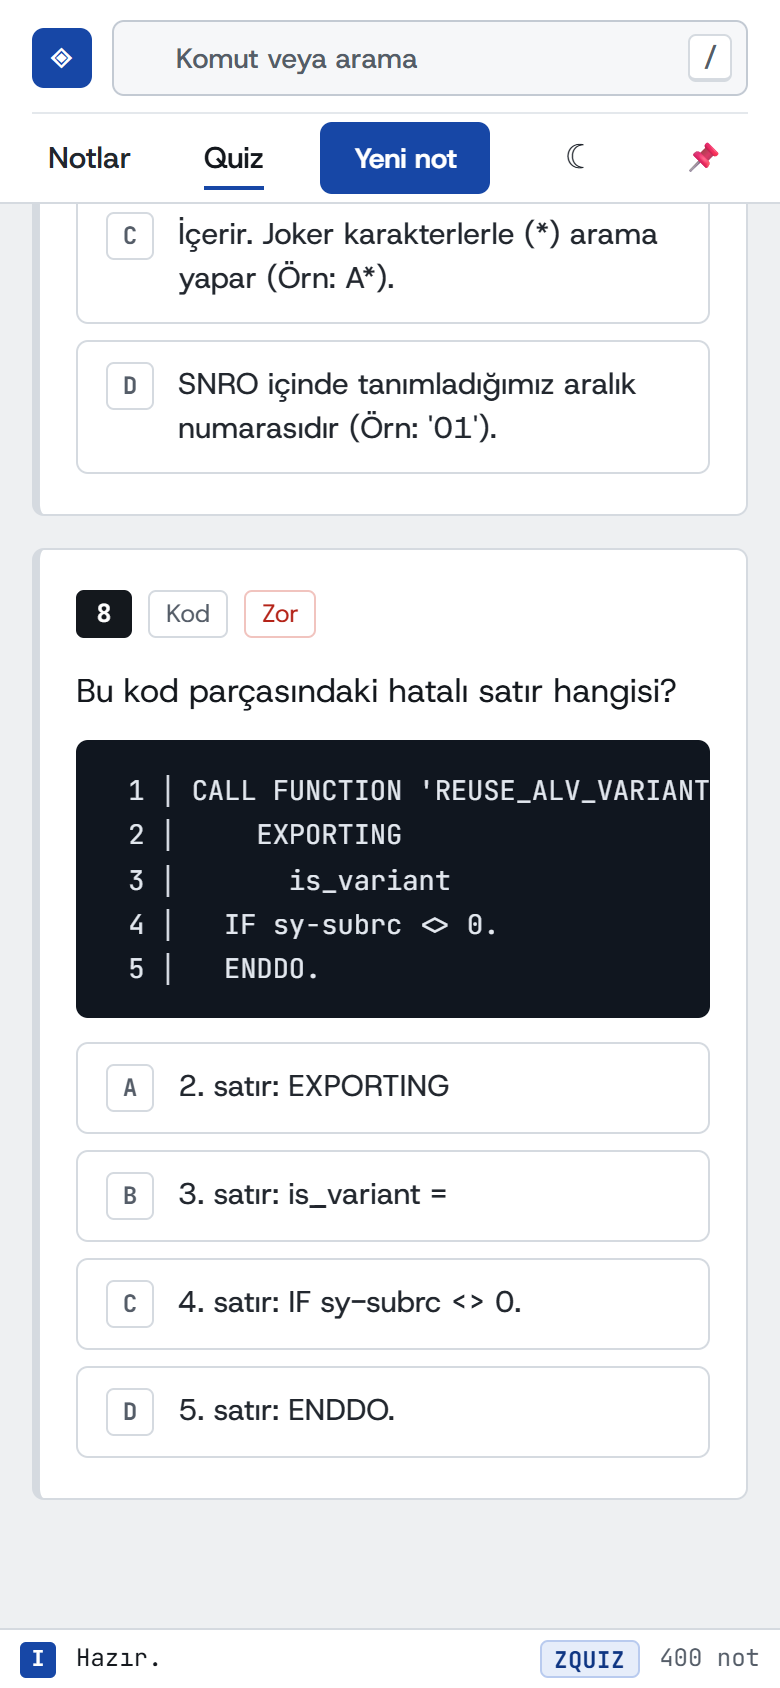 Komut veya arama /
Notlar Quiz Yeni not
C İçerir. Joker karakterlerle (*) arama
yapar (Örn: A*).
D SNRO içinde tanımladığımız aralık
numarasıdır (Örn: '01').
8 Kod Zor
Bu kod parçasındaki hatalı satır hangisi?
1 | CALL FUNCTION 'REUSE_ALV_VARIANT
2 | EXPORTING
3 | is_variant
4 | IF sy-subrc <> 0.
5 | ENDDO.
A 2. satır: EXPORTING
B 3. satır: is_variant =
C 4. satır: IF sy-subrc <> 0.
D 5. satır: ENDDO.
I Hazır. ZQUIZ 400 not